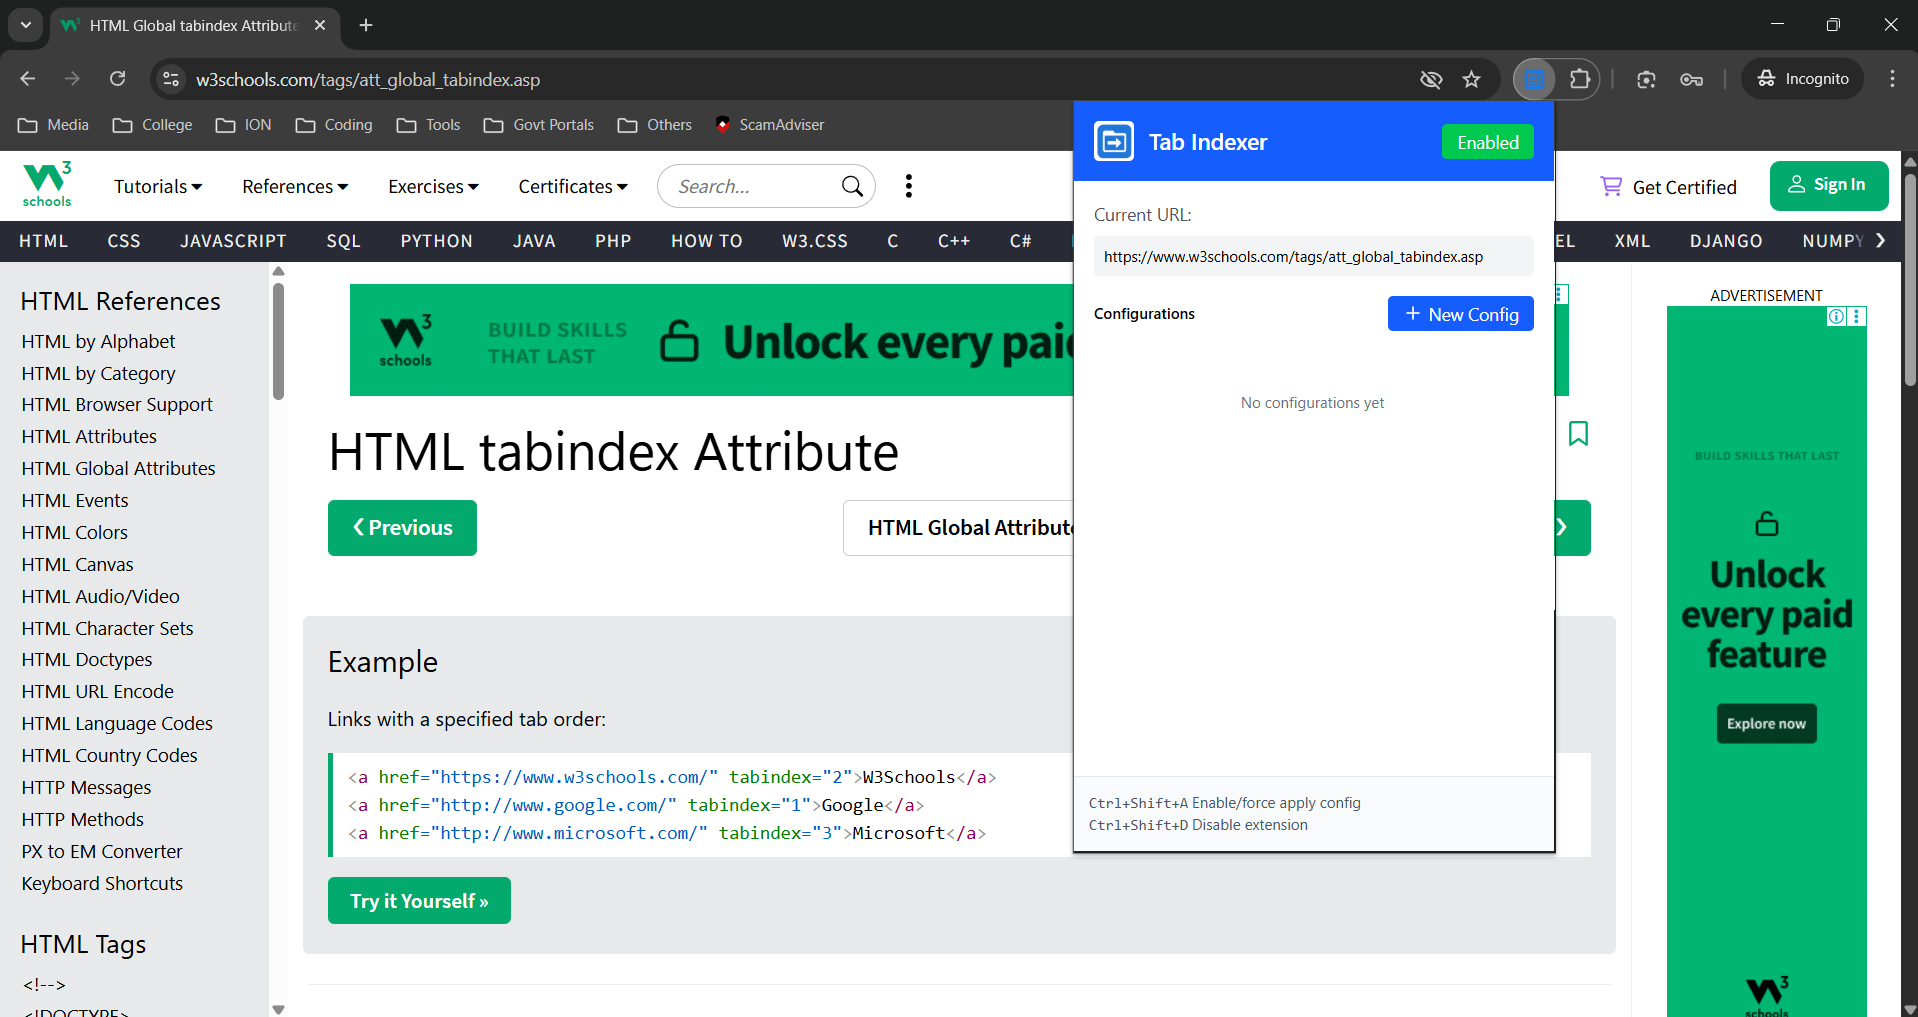 HTML Global tabindex Attribute
w3schools.com/tags/att_global_tabindex.asp
Incognito
Media
College
ION
Coding
Tools
Govt Portals
Others
ScamAdviser
W3
schools
Tutorials
References
Exercises
Certificates
Search...
Get Certified
Sign In
HTML
CSS
JAVASCRIPT
SQL
PYTHON
JAVA
PHP
HOW TO
W3.CSS
C
C++
C#
EL
XML
DJANGO
NUMPY
Tab Indexer
Enabled
Current URL:
https://www.w3schools.com/tags/att_global_tabindex.asp
Configurations
+ New Config
No configurations yet
Ctrl+Shift+A Enable/force apply config
Ctrl+Shift+D Disable extension
HTML References
HTML by Alphabet
HTML by Category
HTML Browser Support
HTML Attributes
HTML Global Attributes
HTML Events
HTML Colors
HTML Canvas
HTML Audio/Video
HTML Character Sets
HTML Doctypes
HTML URL Encode
HTML Language Codes
HTML Country Codes
HTTP Messages
HTTP Methods
PX to EM Converter
Keyboard Shortcuts
HTML Tags
<!-->
<!DOCTYPE>
W3
schools
BUILD SKILLS
THAT LAST
Unlock every paid
HTML tabindex Attribute
❮ Previous
HTML Global Attribute
❯
Example
Links with a specified tab order:
<a href="https://www.w3schools.com/" tabindex="2">W3Schools</a>
<a href="http://www.google.com/" tabindex="1">Google</a>
<a href="http://www.microsoft.com/" tabindex="3">Microsoft</a>
Try it Yourself »
ADVERTISEMENT
BUILD SKILLS THAT LAST
Unlock
every paid
feature
Explore now
W3
schools